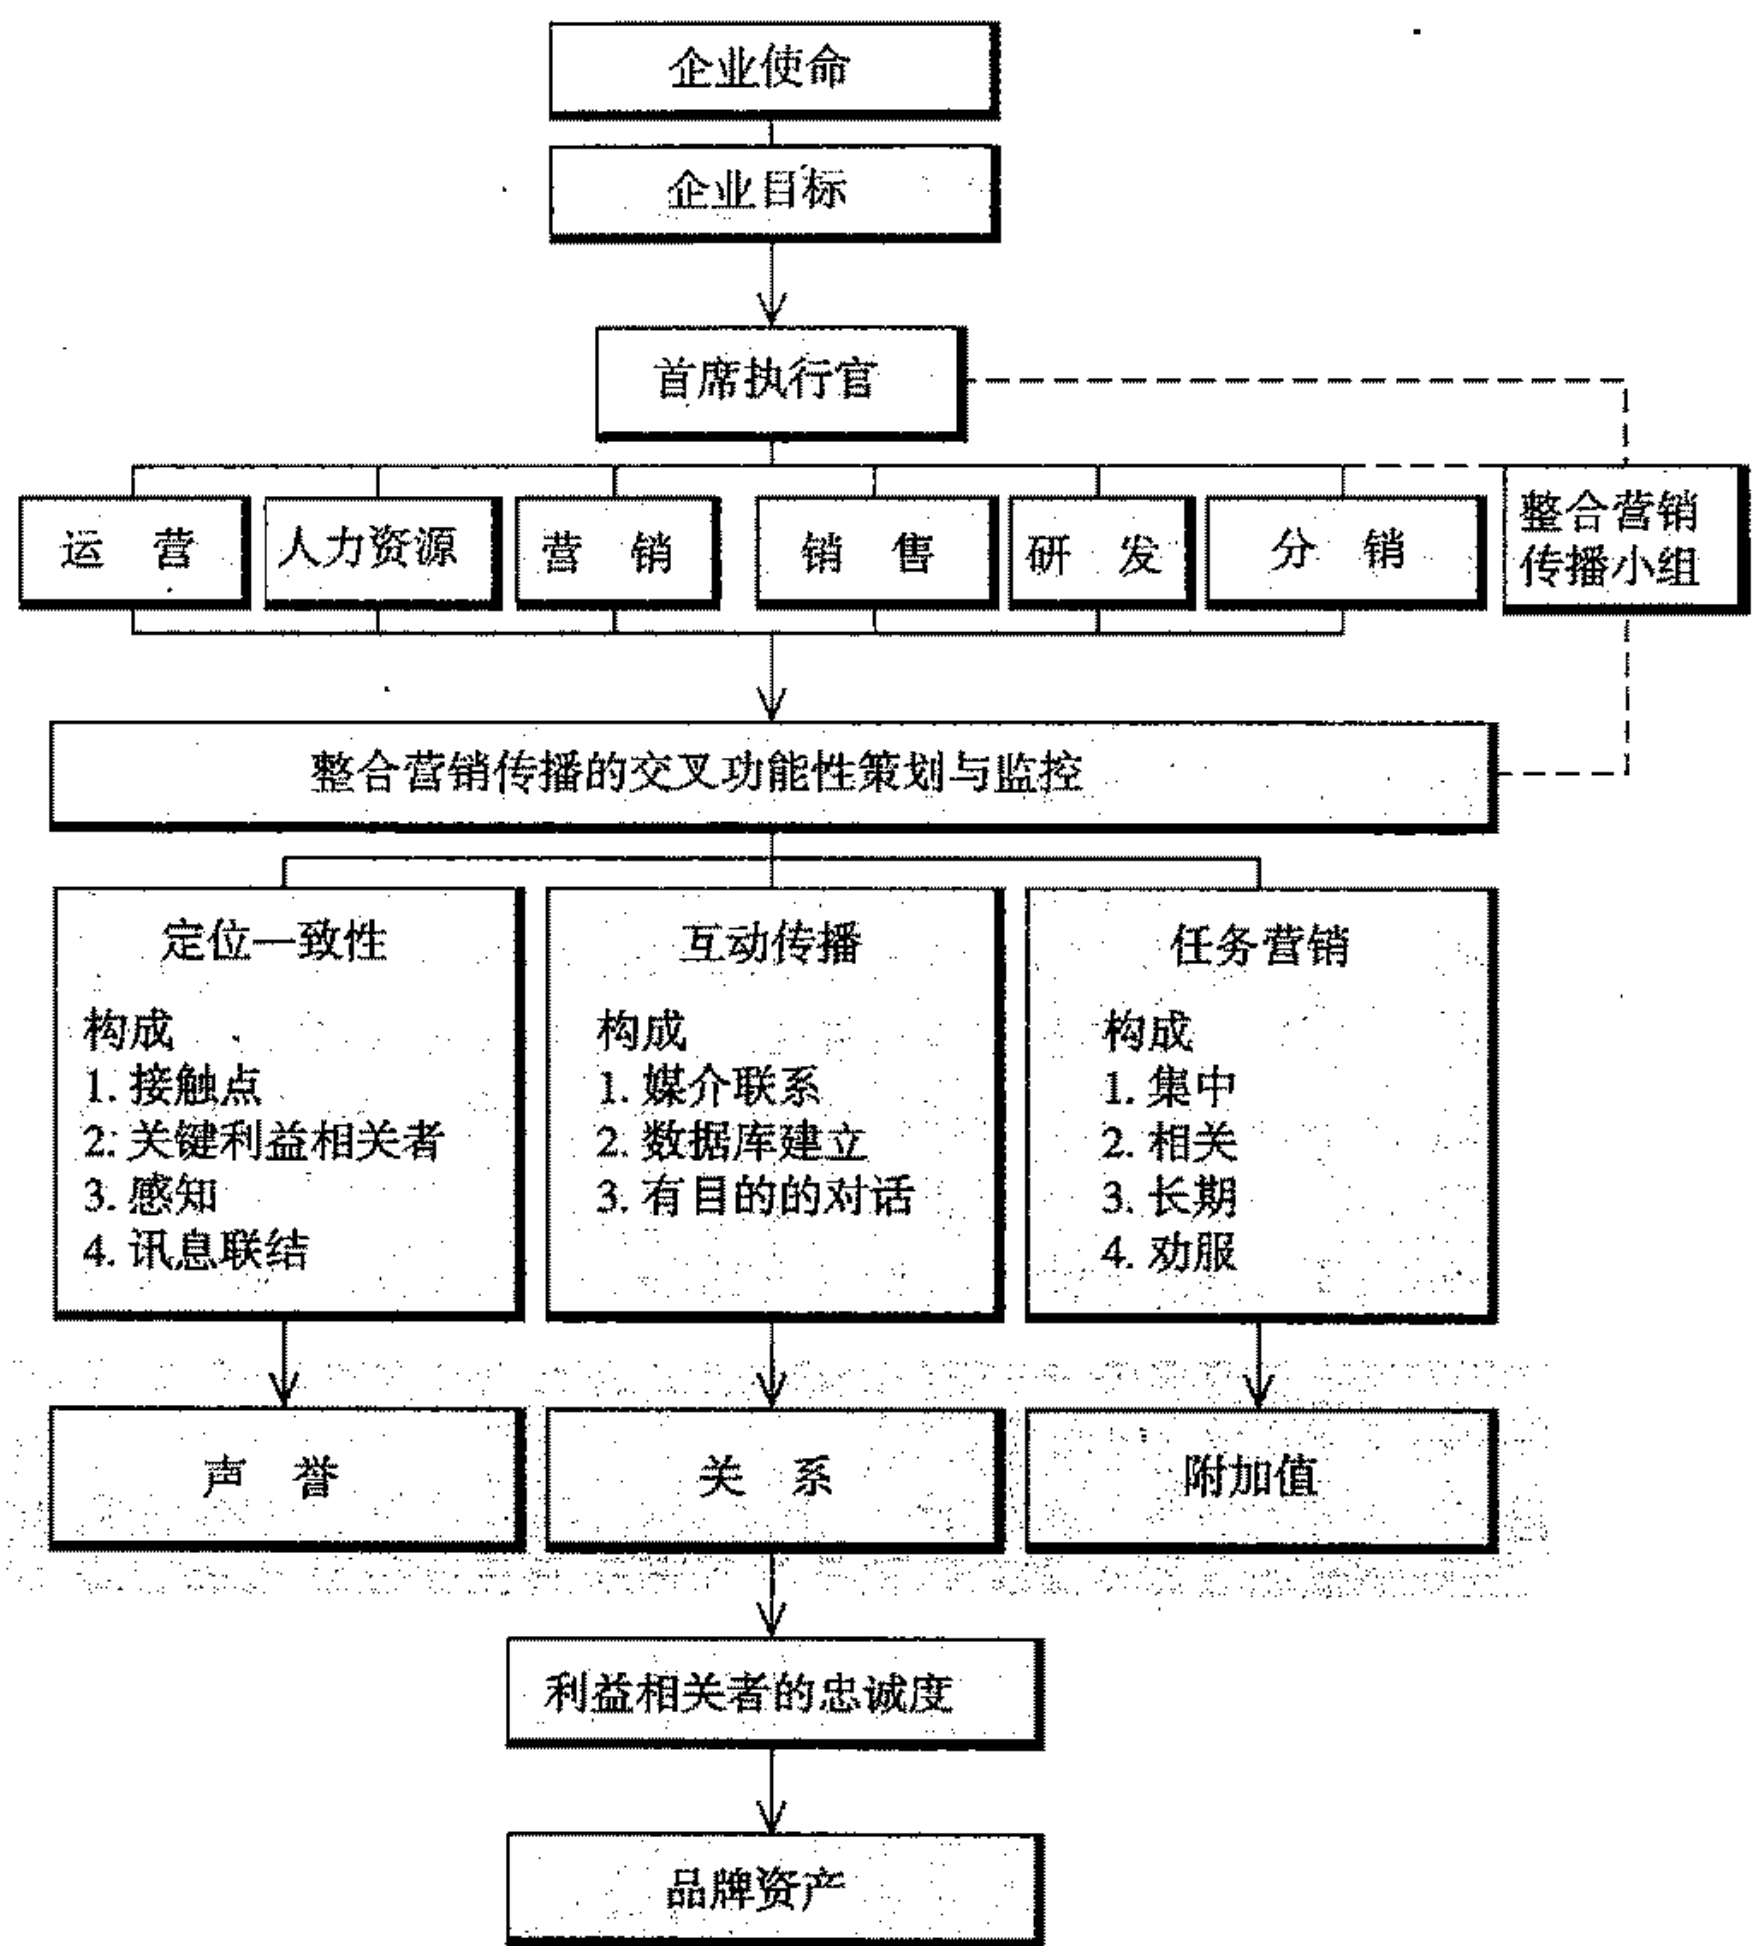 企业使命
企业目标
首席执行官
运 营
人力资源
营 销
销 售
研 发
分 销
整合营销
传播小组
整合营销传播的交叉功能性策划与监控
定位一致性
构成
1. 接触点
2. 关键利益相关者
3. 感知
4. 讯息联结
互动传播
构成
1. 媒介联系
2. 数据库建立
3. 有目的的对话
任务营销
构成
1. 集中
2. 相关
3. 长期
4. 劝服
声 誉
关 系
附加值
利益相关者的忠诚度
品牌资产